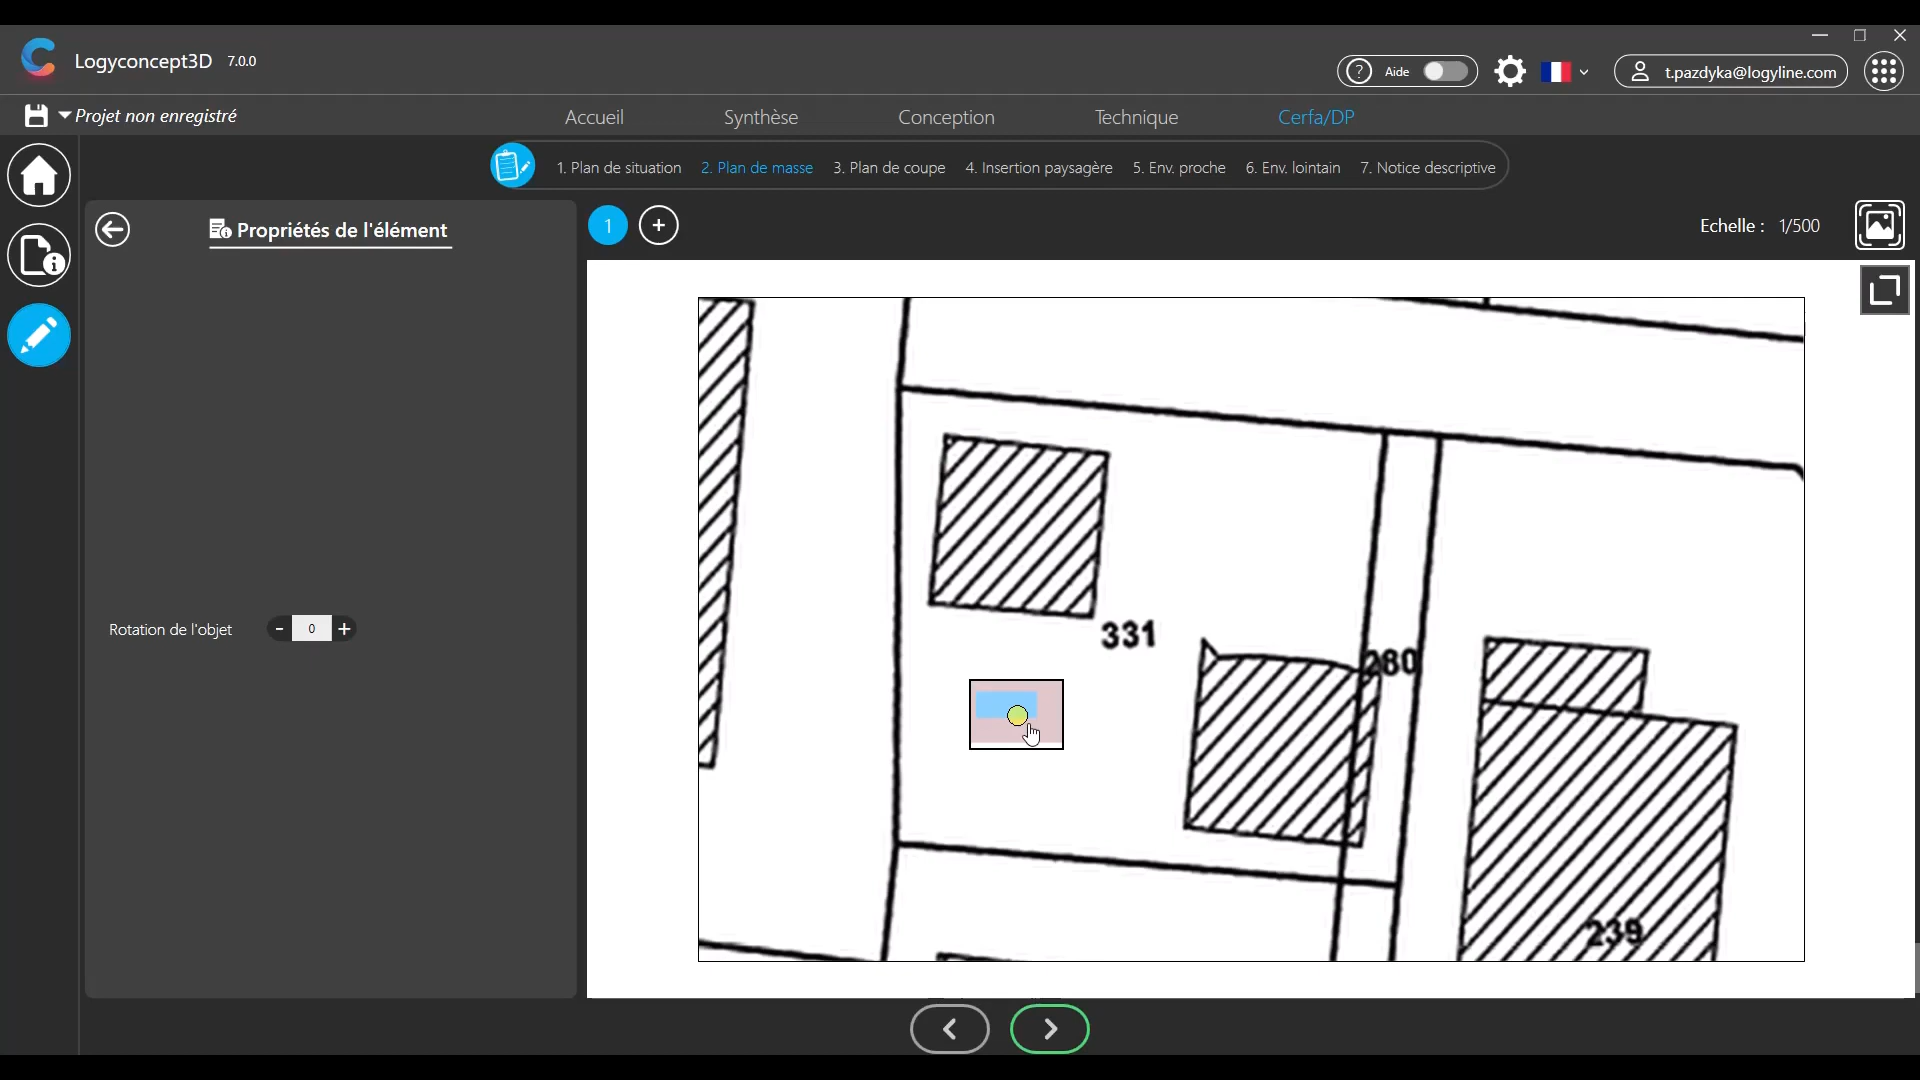 Logyconcept3D 7.0.0
? Aide
t.pazdyka@logyline.com
Projet non enregistré
Accueil Synthèse Conception Technique Cerfa/DP
1. Plan de situation 2. Plan de masse 3. Plan de coupe 4. Insertion paysagère 5. Env. proche 6. Env. lointain 7. Notice descriptive
Propriétés de l'élément
1 +
Echelle : 1/500
Rotation de l'objet - 0 +
331
280
239